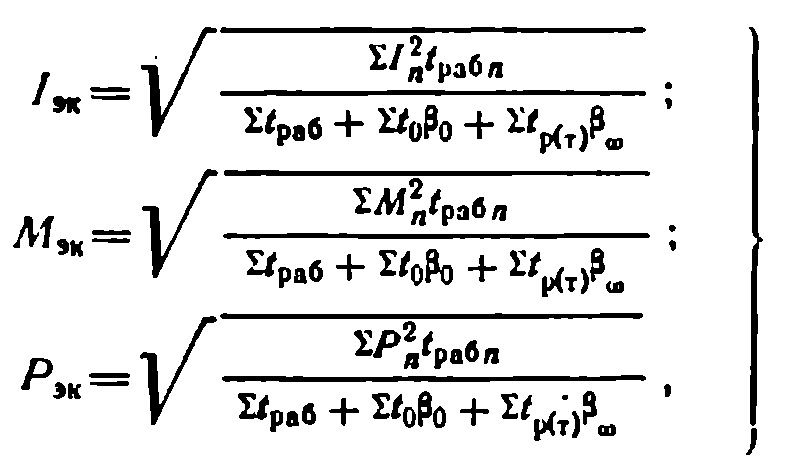 I_эк = √(ΣI_n² t_раб n / (Σt_раб + Σt_0β_0 + Σt_р(т)β_ω));
M_эк = √(ΣM_n² t_раб n / (Σt_раб + Σt_0β_0 + Σt_р(т)β_ω));
P_эк = √(ΣP_n² t_раб n / (Σt_раб + Σt_0β_0 + Σt_р(т)β_ω)),